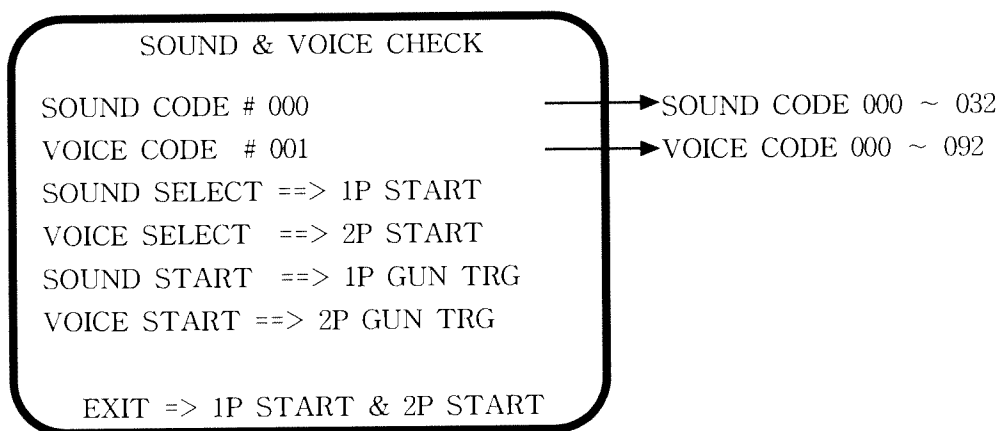 SOUND & VOICE CHECK
SOUND CODE # 000
SOUND CODE 000 ~ 032
VOICE CODE # 001
VOICE CODE 000 ~ 092
SOUND SELECT ==> 1P START
VOICE SELECT ==> 2P START
SOUND START ==> 1P GUN TRG
VOICE START ==> 2P GUN TRG
EXIT => 1P START & 2P START